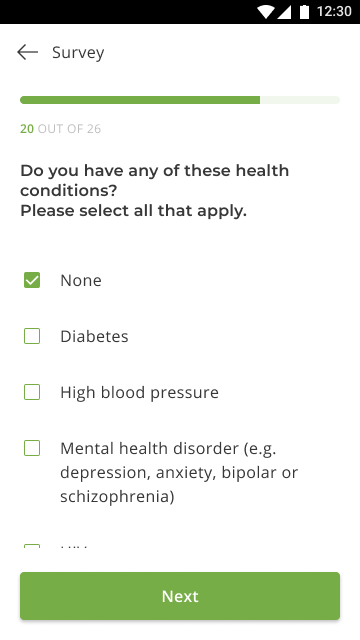 12:30
Survey
20 OUT OF 26
Do you have any of these health
conditions?
Please select all that apply.
None
Diabetes
High blood pressure
Mental health disorder (e.g.
depression, anxiety, bipolar or
schizophrenia)
Next